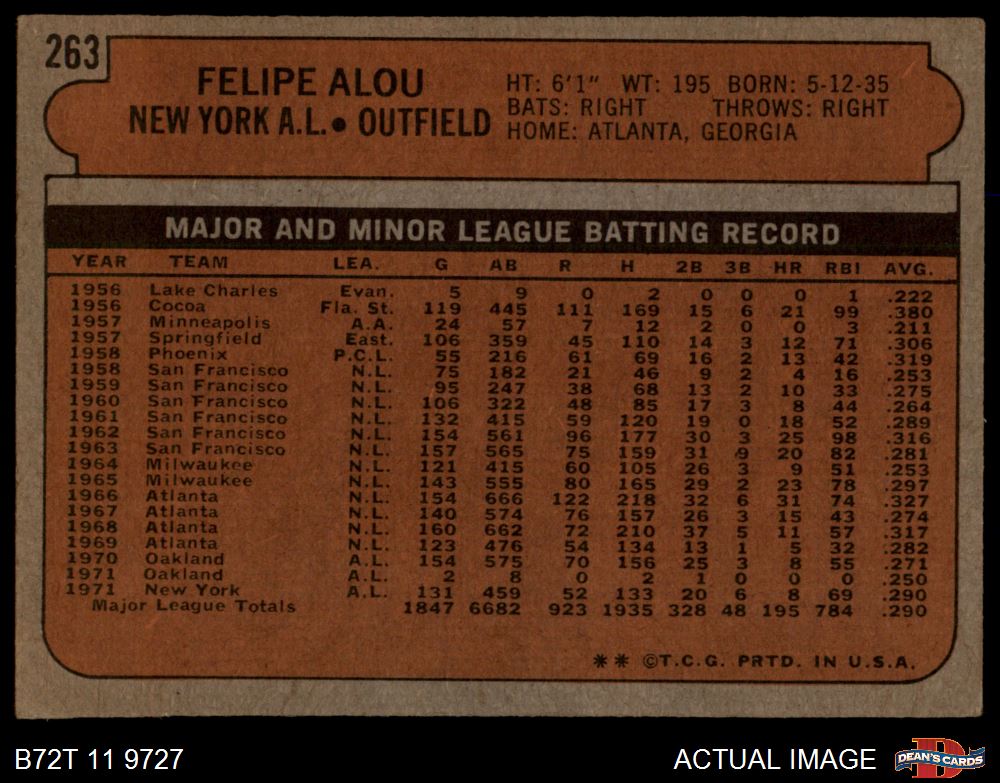 263
FELIPE ALOU
NEW YORK A.L. • OUTFIELD
HT: 6'1" WT: 195 BORN: 5-12-35
BATS: RIGHT THROWS: RIGHT
HOME: ATLANTA, GEORGIA
MAJOR AND MINOR LEAGUE BATTING RECORD
YEAR TEAM LEA. G AB R H 2B 3B HR RBI AVG.
1956 Lake Charles Evan. 5 9 0 2 0 0 0 1 .222
1956 Cocoa Fla. St. 119 445 111 169 15 6 21 99 .380
1957 Minneapolis A.A. 24 57 7 12 2 0 0 3 .211
1957 Springfield East. 106 359 45 110 14 3 12 71 .306
1958 Phoenix P.C.L. 55 216 61 69 16 2 13 42 .319
1958 San Francisco N.L. 75 182 21 46 9 2 4 16 .253
1959 San Francisco N.L. 95 247 38 68 13 2 10 33 .275
1960 San Francisco N.L. 106 322 48 85 17 3 8 44 .264
1961 San Francisco N.L. 132 415 59 120 19 0 18 52 .289
1962 San Francisco N.L. 154 561 96 177 30 3 25 98 .316
1963 San Francisco N.L. 157 565 75 159 31 9 20 82 .281
1964 Milwaukee N.L. 121 415 60 105 26 3 9 51 .253
1965 Milwaukee N.L. 143 555 80 165 29 2 23 78 .297
1966 Atlanta N.L. 154 666 122 218 32 6 31 74 .327
1967 Atlanta N.L. 140 574 76 157 26 3 15 43 .274
1968 Atlanta N.L. 160 662 72 210 37 5 11 57 .317
1969 Atlanta N.L. 123 476 54 134 13 1 5 32 .282
1970 Oakland A.L. 154 575 70 156 25 3 8 55 .271
1971 Oakland A.L. 2 8 0 2 1 0 0 0 .250
1971 New York A.L. 131 459 52 133 20 6 8 69 .290
Major League Totals 1847 6682 923 1935 328 48 195 784 .290
** ©T.C.G. PRTD. IN U.S.A.
B72T 11 9727
ACTUAL IMAGE
D
DEAN'S CARDS